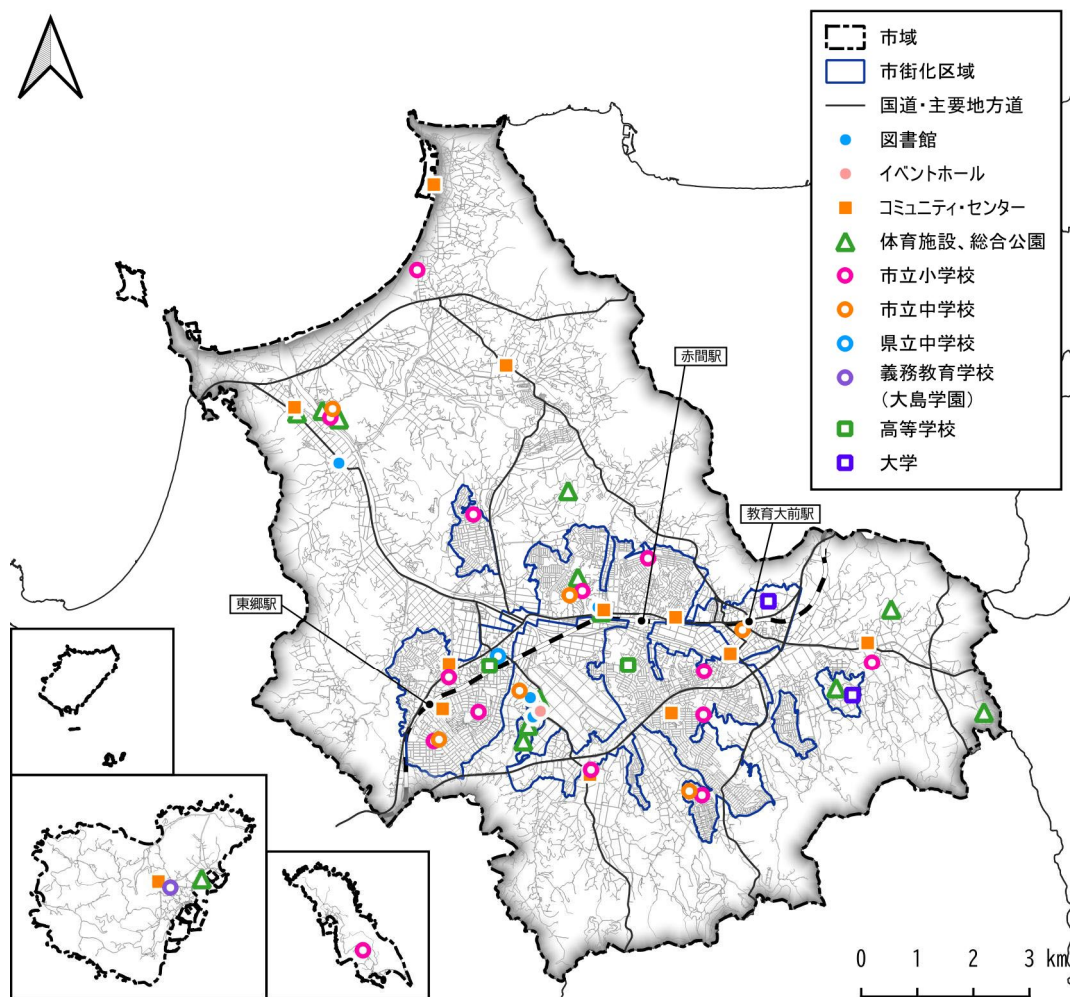 市域
市街化区域
国道・主要地方道
図書館
イベントホール
コミュニティ・センター
体育施設、総合公園
市立小学校
市立中学校
県立中学校
義務教育学校
（大島学園）
高等学校
大学
赤間駅
教育大前駅
東郷駅
0 1 2 3 km